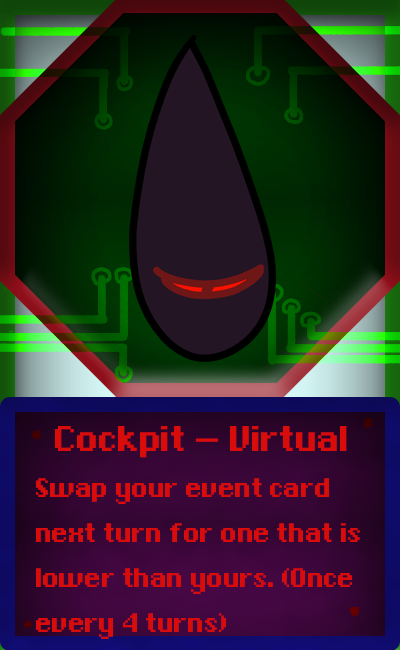 Cockpit – Virtual
Swap your event card
next turn for one that is
lower than yours. (Once
every 4 turns)